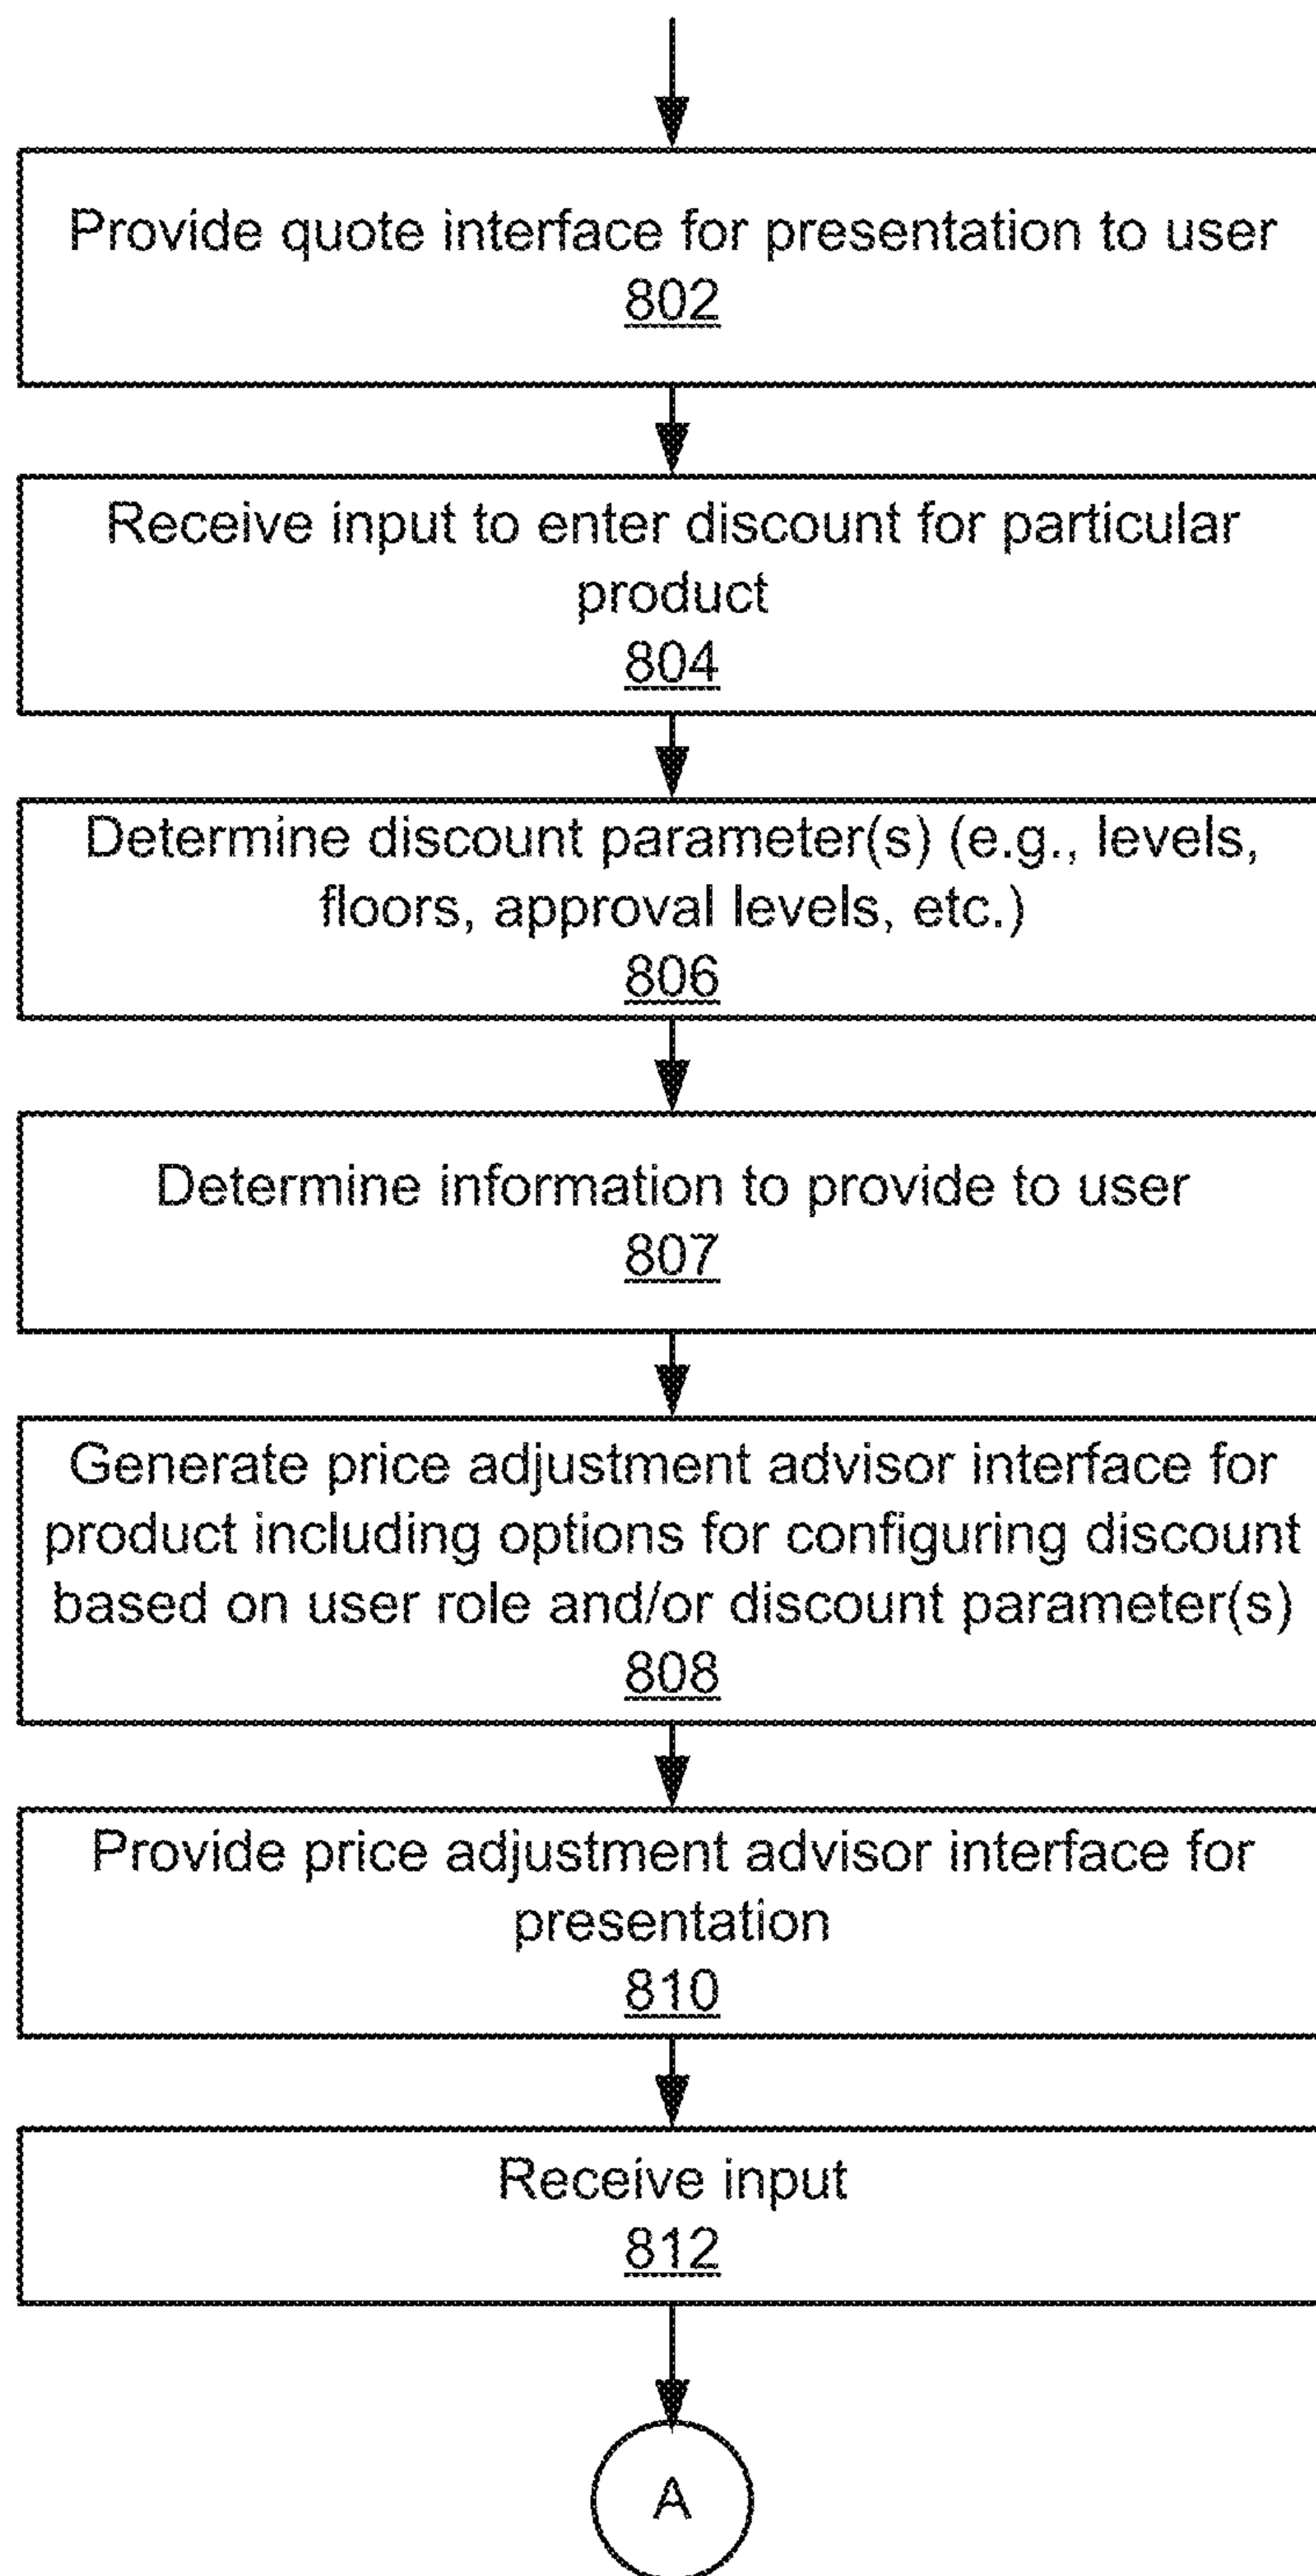 Provide quote interface for presentation to user
802
Receive input to enter discount for particular
product
804
Determine discount parameter(s) (e.g., levels,
floors, approval levels, etc.)
806
Determine information to provide to user
807
Generate price adjustment advisor interface for
product including options for configuring discount
based on user role and/or discount parameter(s)
808
Provide price adjustment advisor interface for
presentation
810
Receive input
812
A